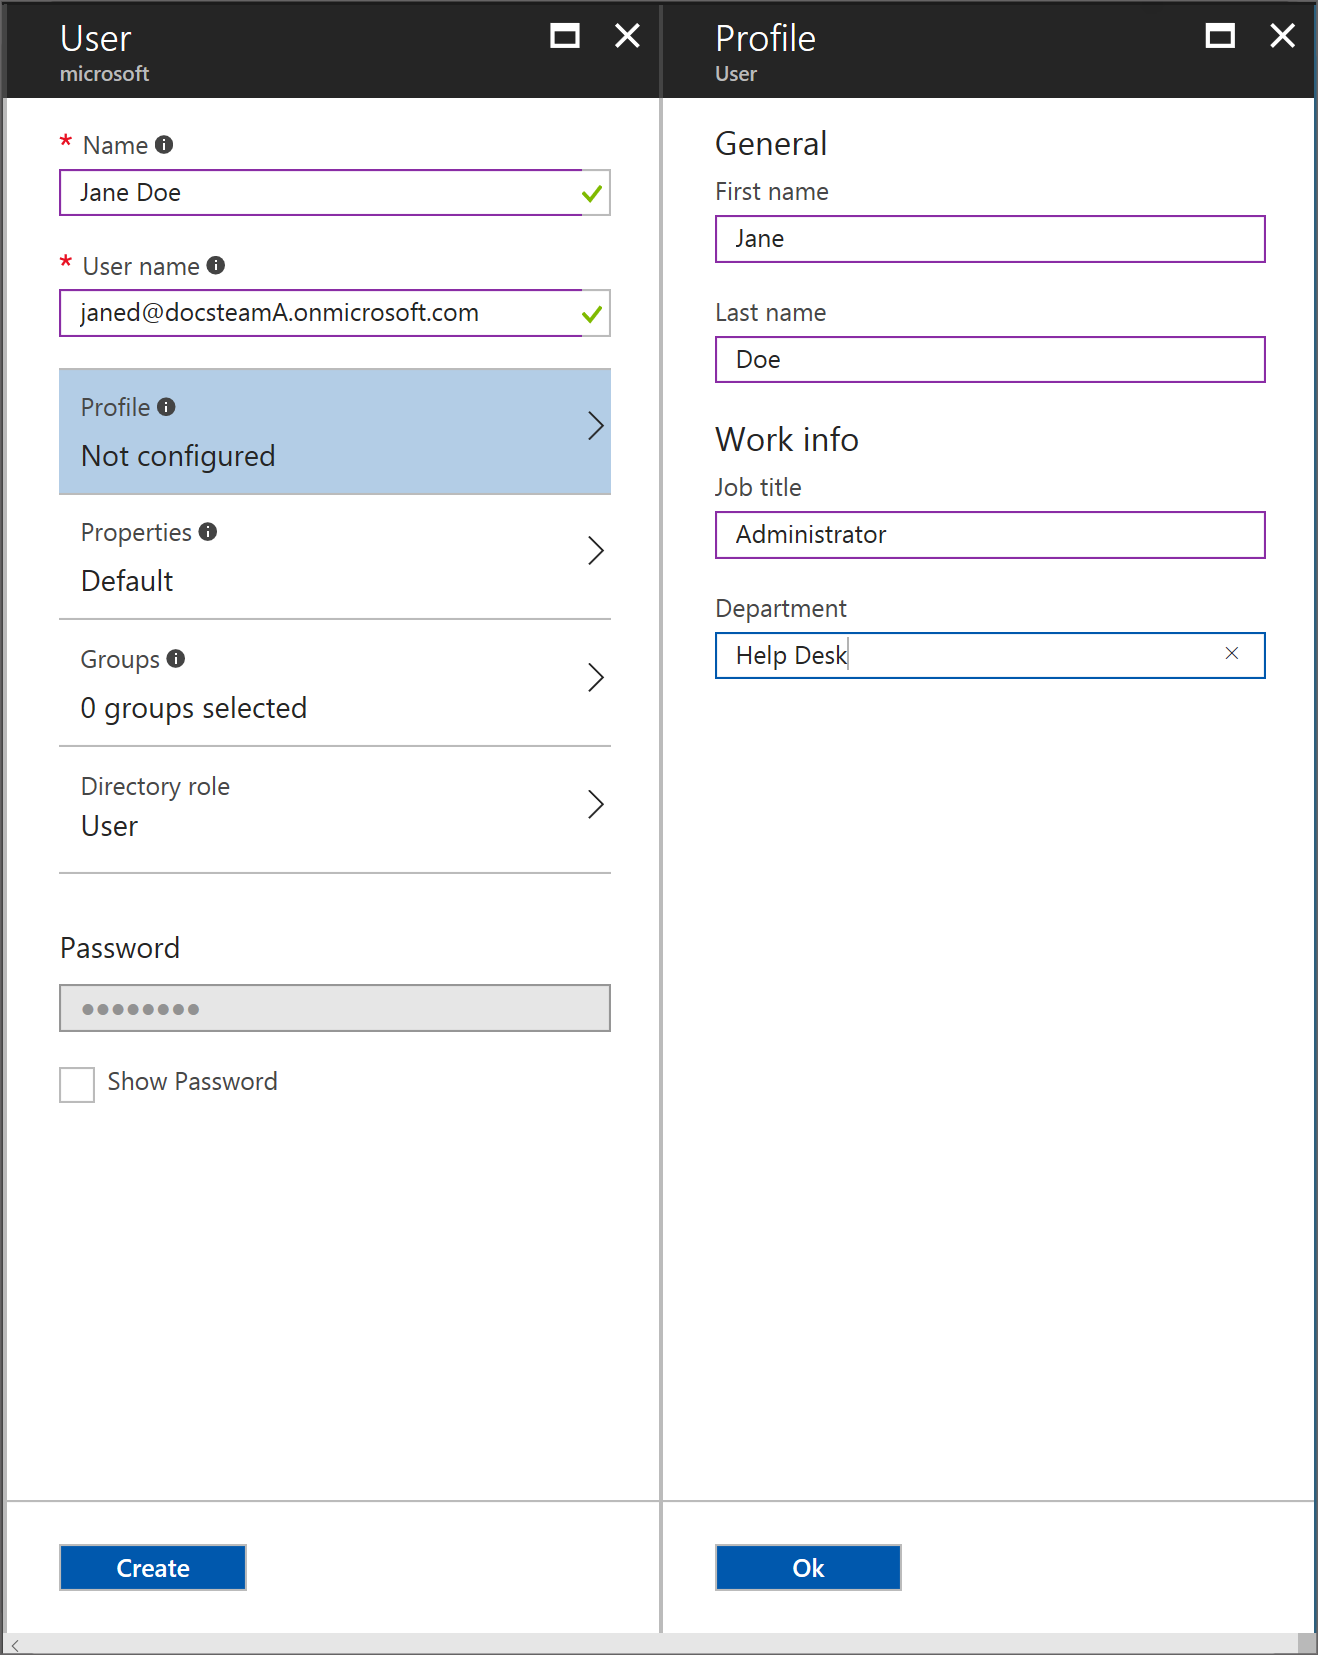 User
microsoft
* Name
Jane Doe
* User name
janed@docsteamA.onmicrosoft.com
Profile
Not configured
Properties
Default
Groups
0 groups selected
Directory role
User
Password
●●●●●●●●
Show Password
Create
Profile
User
General
First name
Jane
Last name
Doe
Work info
Job title
Administrator
Department
Help Desk
Ok